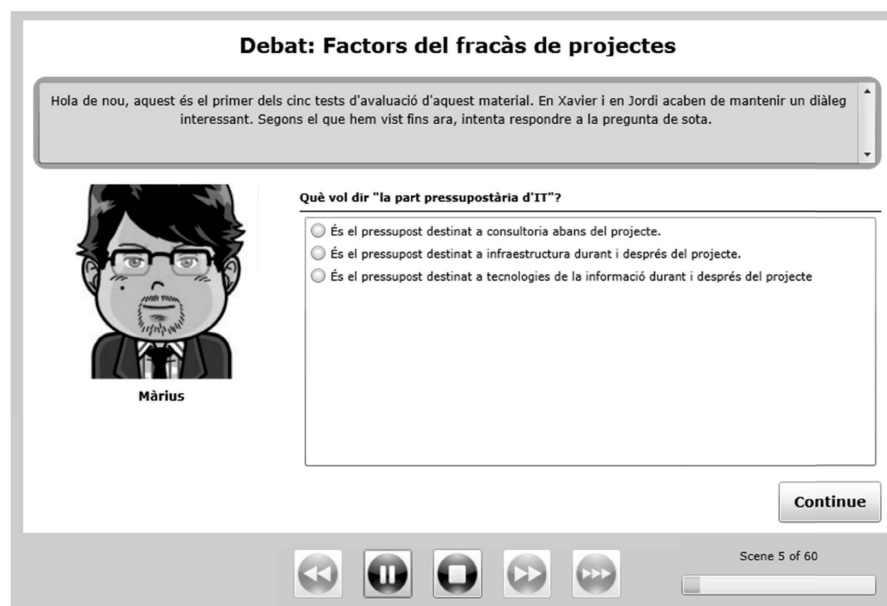 Debat: Factors del fracàs de projectes
Hola de nou, aquest és el primer dels cinc tests d'avaluació d'aquest material. En Xavier i en Jordi acaben de mantenir un diàleg
interessant. Segons el que hem vist fins ara, intenta respondre a la pregunta de sota.
Què vol dir "la part pressupostària d'IT"?
És el pressupost destinat a consultoria abans del projecte.
És el pressupost destinat a infraestructura durant i després del projecte.
És el pressupost destinat a tecnologies de la informació durant i després del projecte
Màrius
Continue
Scene 5 of 60